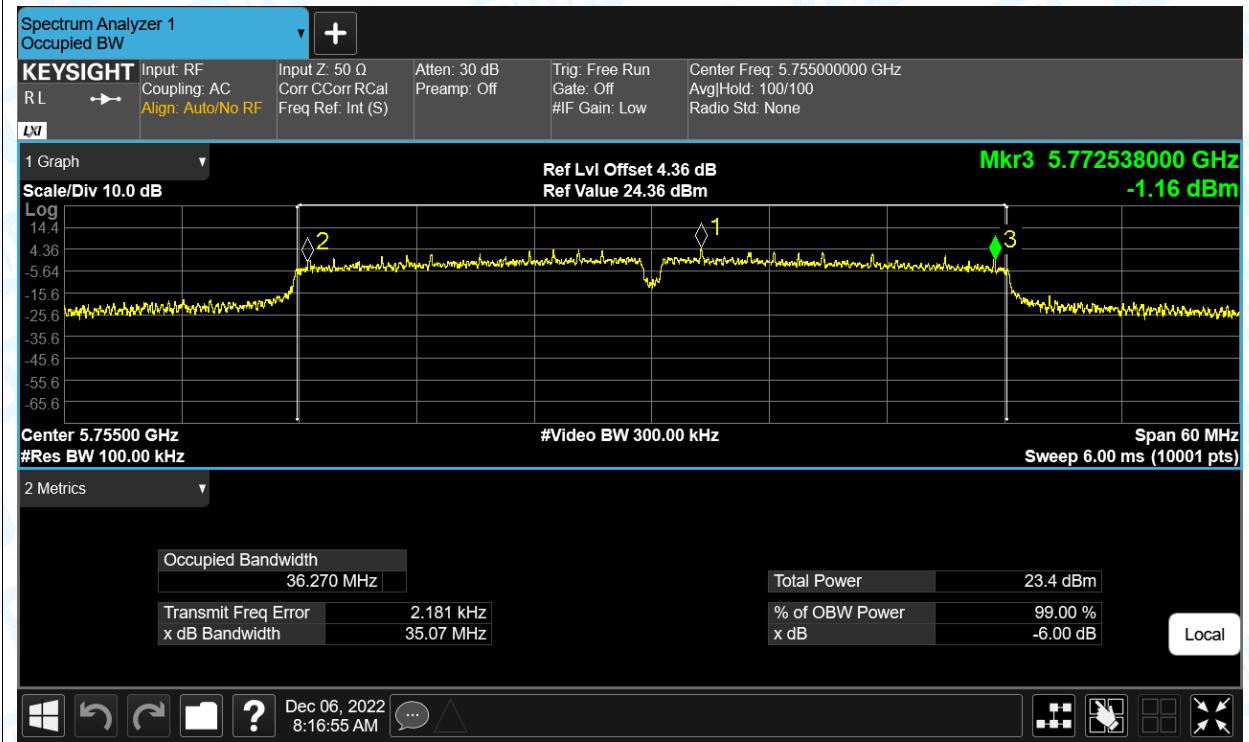 Spectrum Analyzer 1
Occupied BW
+
KEYSIGHT
R L
LXI
Input: RF
Coupling: AC
Align: Auto/No RF
Input Z: 50 Ω
Corr CCorr RCal
Freq Ref: Int (S)
Atten: 30 dB
Preamp: Off
Trig: Free Run
Gate: Off
#IF Gain: Low
Center Freq: 5.755000000 GHz
Avg|Hold: 100/100
Radio Std: None
1 Graph
Scale/Div 10.0 dB
Ref Lvl Offset 4.36 dB
Ref Value 24.36 dBm
Mkr3 5.772538000 GHz
-1.16 dBm
Log
14.4
4.36
-5.64
-15.6
-25.6
-35.6
-45.6
-55.6
-65.6
2
1
3
Center 5.75500 GHz
#Res BW 100.00 kHz
#Video BW 300.00 kHz
Span 60 MHz
Sweep 6.00 ms (10001 pts)
2 Metrics
Occupied Bandwidth
36.270 MHz
Transmit Freq Error 2.181 kHz
x dB Bandwidth 35.07 MHz
Total Power 23.4 dBm
% of OBW Power 99.00 %
x dB -6.00 dB
Local
?
Dec 06, 2022
8:16:55 AM